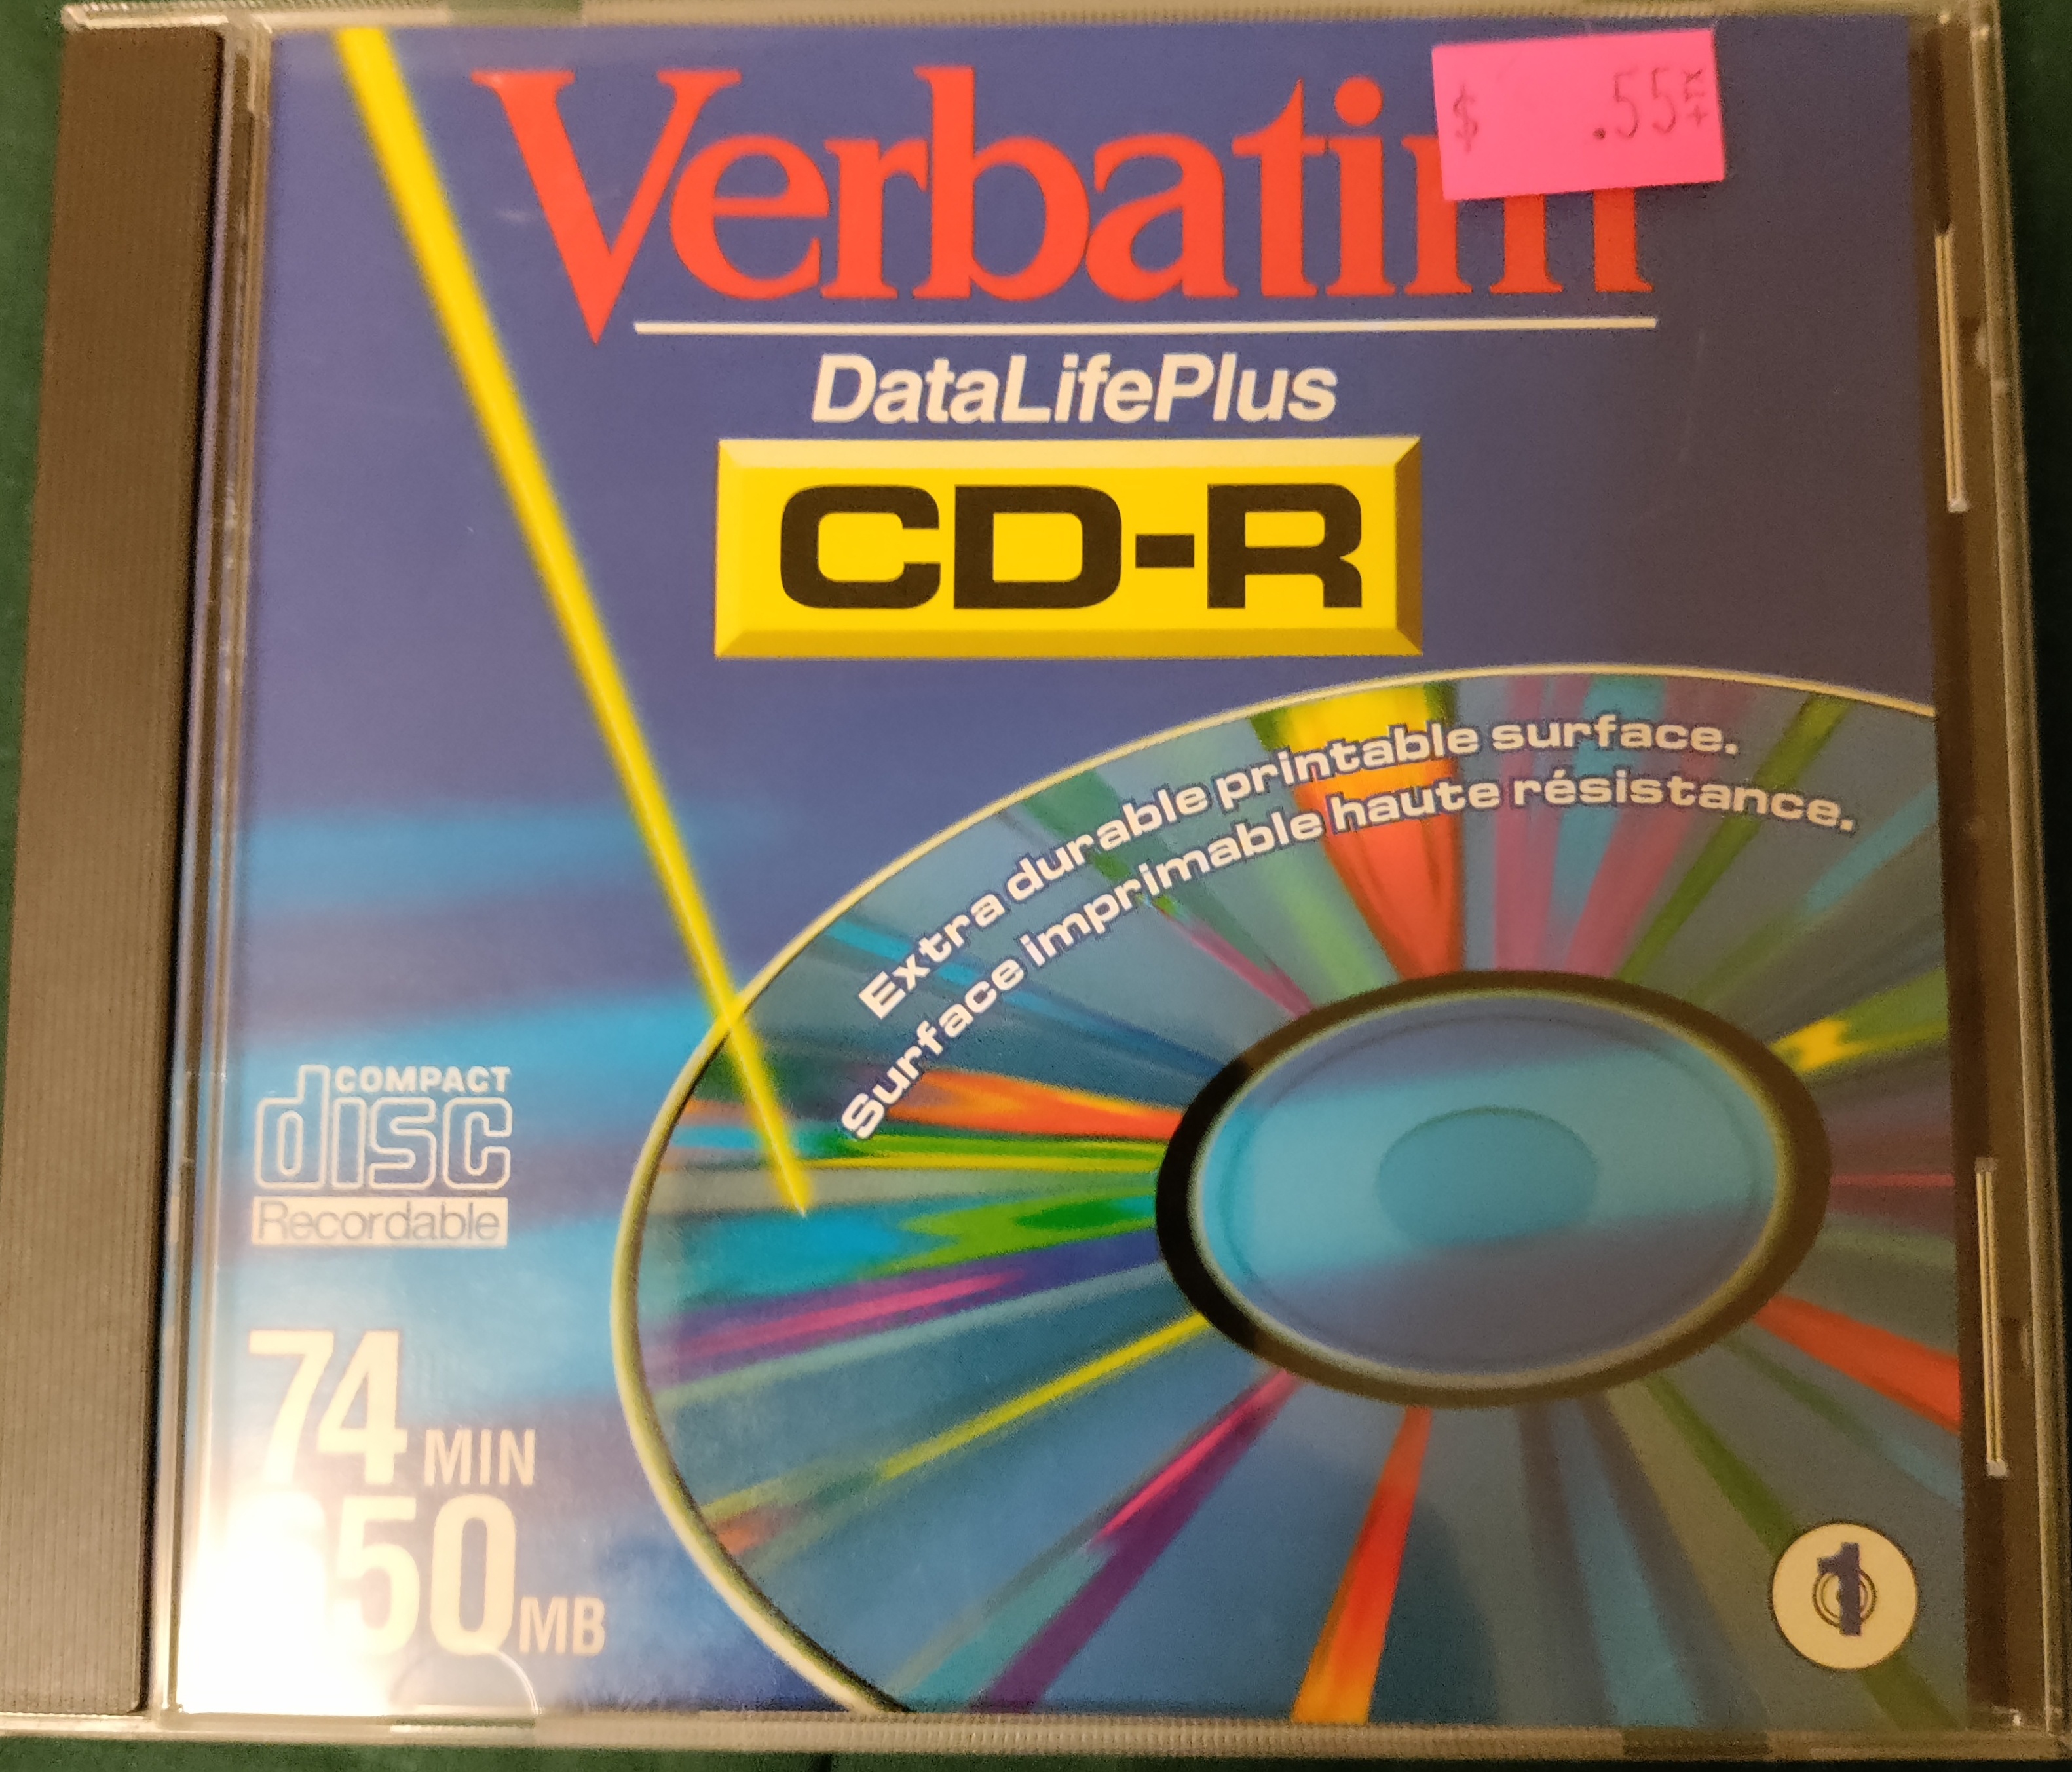 Verbatim
$ .55
DataLifePlus
CD-R
Extra durable printable surface.
Surface imprimable haute résistance.
COMPACT
disc
Recordable
74 MIN
650 MB
1